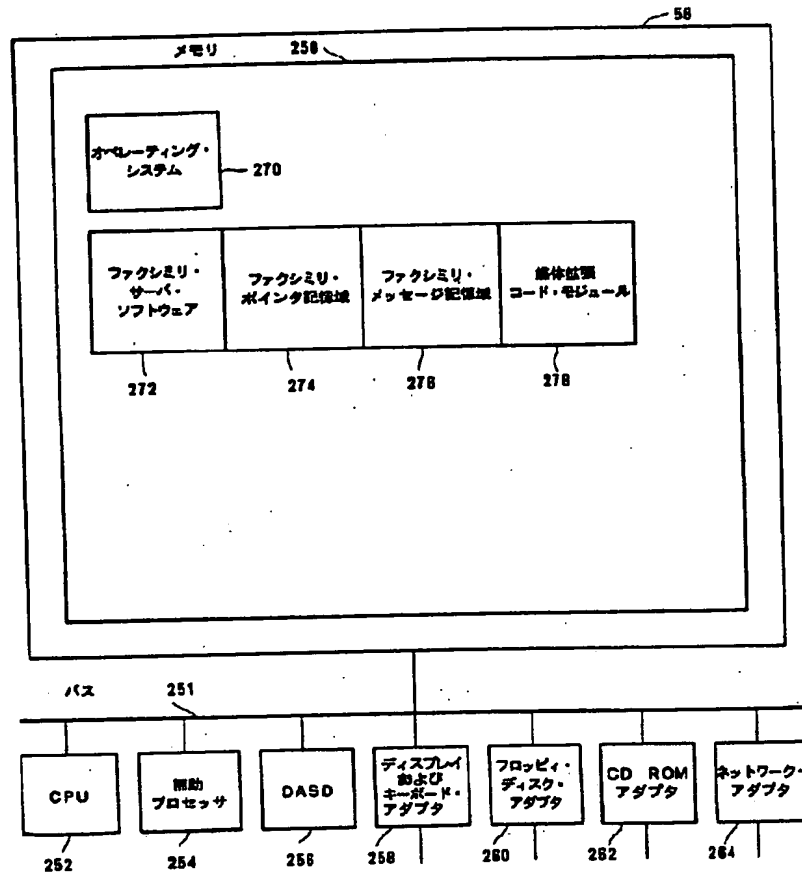 58
メモリ 256
オペレーティング・
システム
270
ファクシミリ・
サーバ・
ソフトウェア
ファクシミリ・
ポインタ記憶域
ファクシミリ・
メッセージ記憶域
媒体拡張
コード・モジュール
272
274
276
278
バス 251
CPU
補助
プロセッサ
DASD
ディスプレイ
および
キーボード・
アダプタ
フロッピィ・
ディスク・
アダプタ
CD ROM
アダプタ
ネットワーク・
アダプタ
252
254
256
258
260
262
264